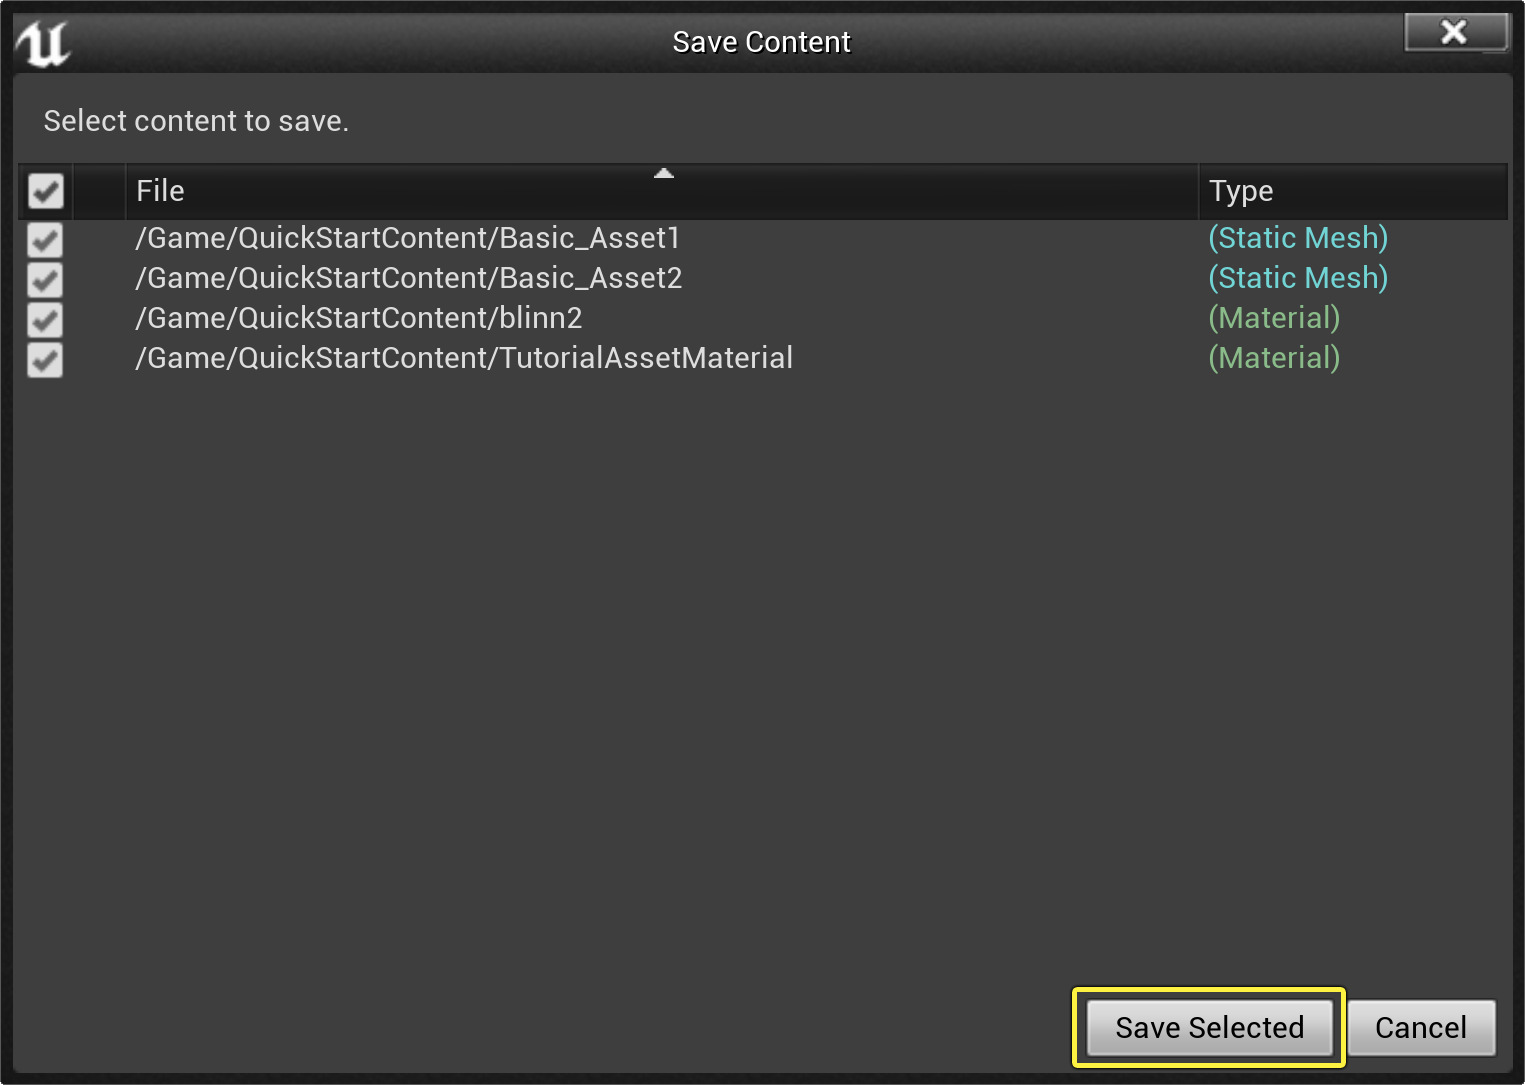 Save Content
Select content to save.
File Type
/Game/QuickStartContent/Basic_Asset1 (Static Mesh)
/Game/QuickStartContent/Basic_Asset2 (Static Mesh)
/Game/QuickStartContent/blinn2 (Material)
/Game/QuickStartContent/TutorialAssetMaterial (Material)
Save Selected Cancel